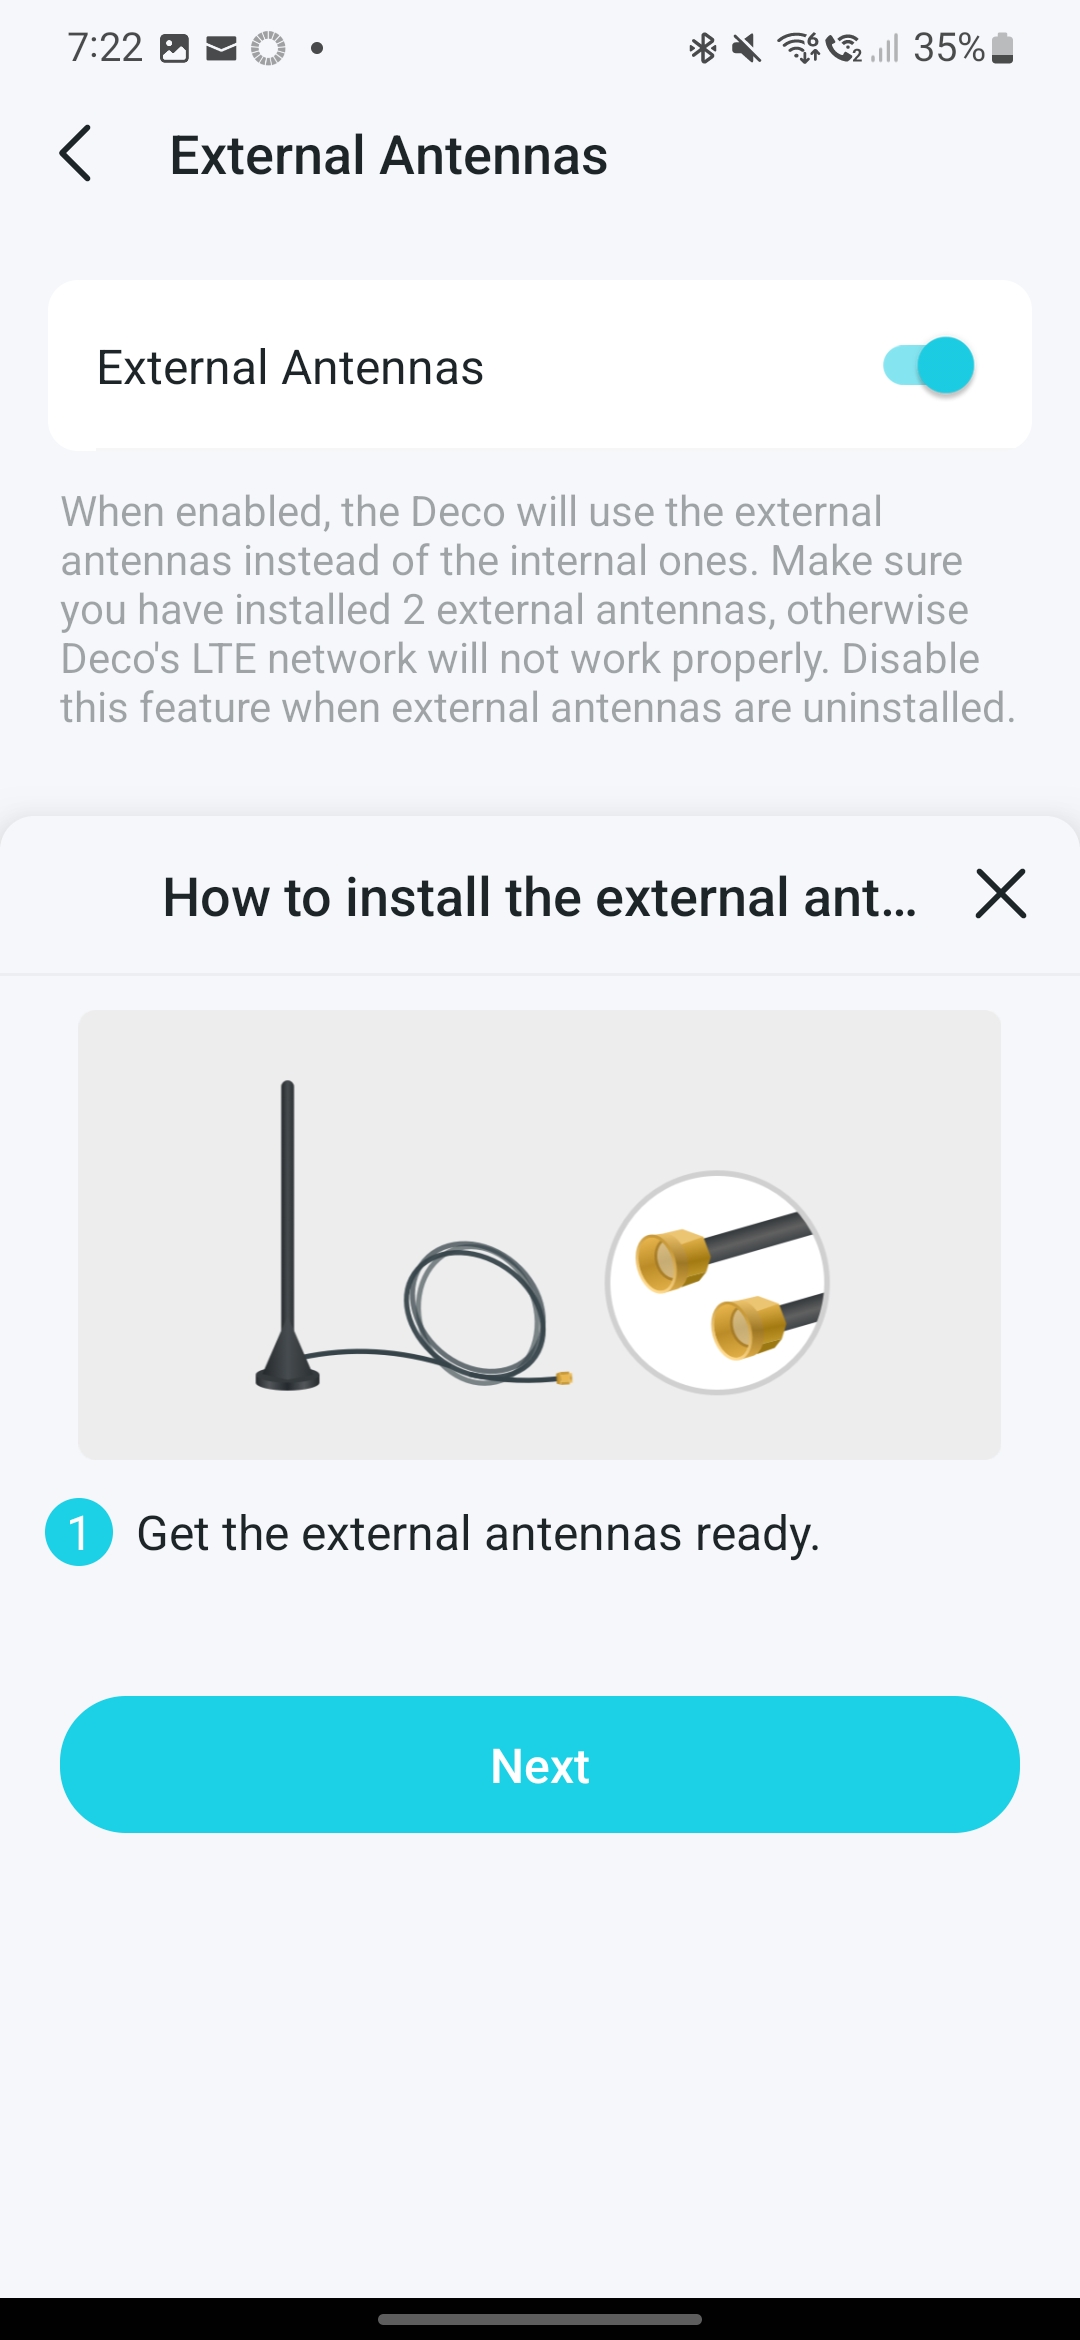 7:22
6
2
35%
External Antennas
External Antennas
When enabled, the Deco will use the external
antennas instead of the internal ones. Make sure
you have installed 2 external antennas, otherwise
Deco's LTE network will not work properly. Disable
this feature when external antennas are uninstalled.
How to install the external ant...
1 Get the external antennas ready.
Next